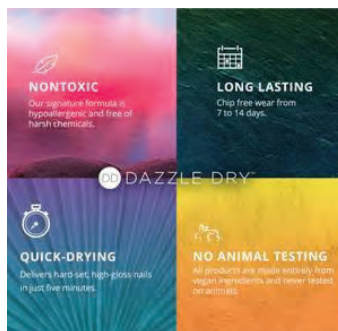 NONTOXIC
Our signature formula is
hypoallergenic and free of
harsh chemicals.
LONG LASTING
Chip free wear from
7 to 14 days.
DD DAZZLE DRY™
QUICK-DRYING
Delivers hard-set, high-gloss nails
in just five minutes.
NO ANIMAL TESTING
All products are made entirely from
vegan ingredients and never tested
on animals.